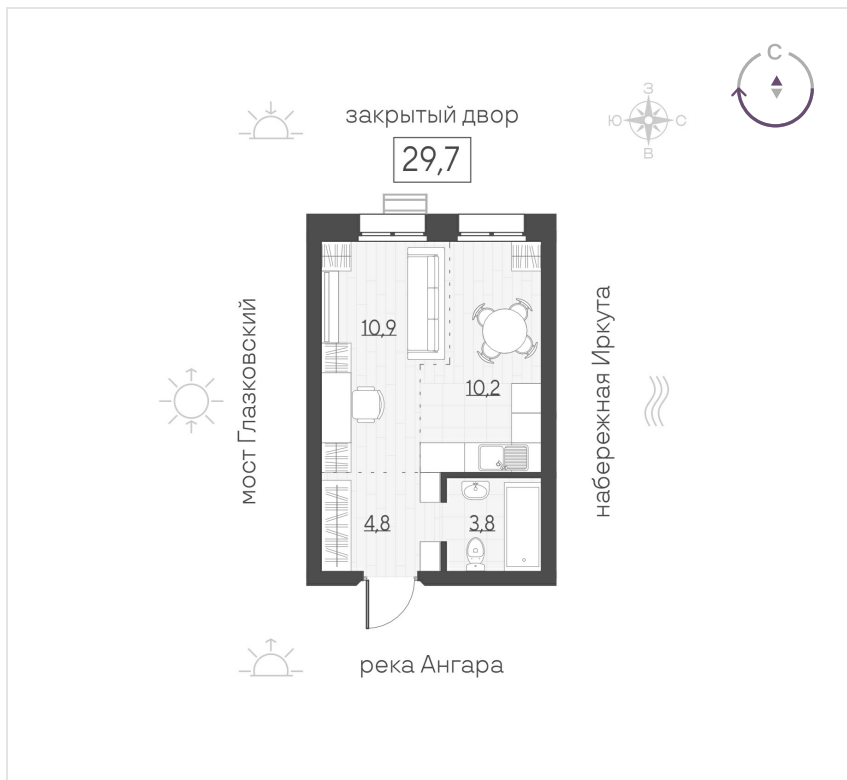 С
закрытый двор
З
Ю
С
В
29,7
мост Глазковский
10,9
10,2
набережная Иркута
4,8
3,8
река Ангара